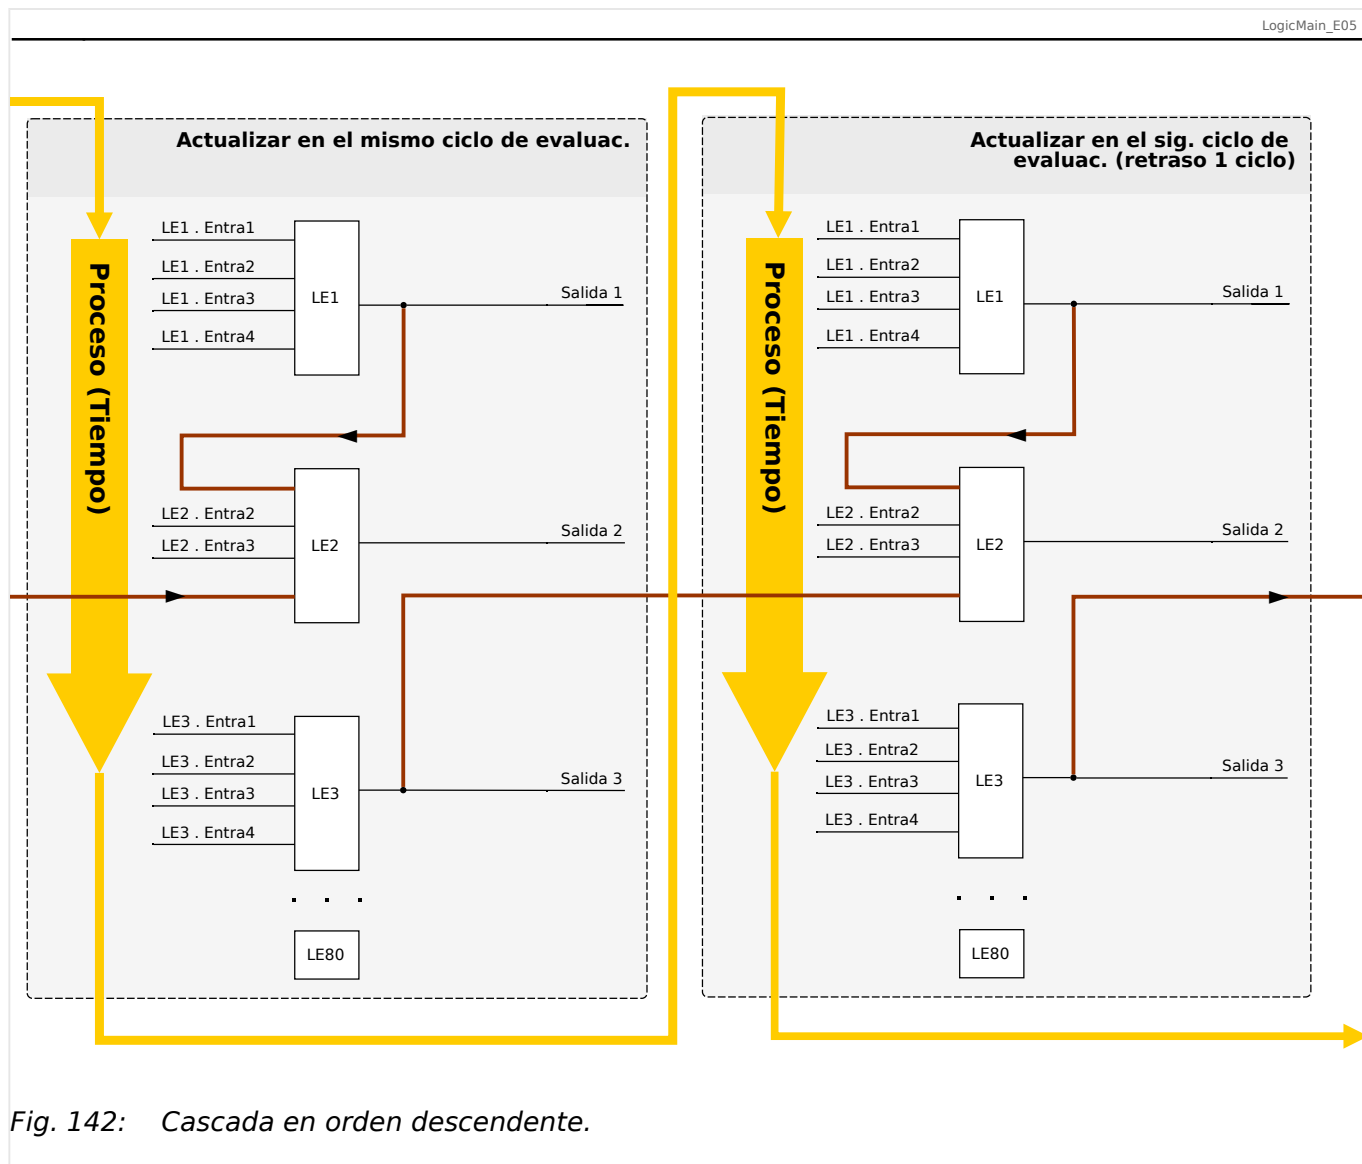 LogicMain_E05
Actualizar en el mismo ciclo de evaluac.
Proceso (Tiempo)
LE1 . Entra1
LE1 . Entra2
LE1 . Entra3
LE1 . Entra4
LE1
Salida 1
LE2 . Entra2
LE2 . Entra3
LE2
Salida 2
LE3 . Entra1
LE3 . Entra2
LE3 . Entra3
LE3 . Entra4
LE3
Salida 3
. . .
LE80
Actualizar en el sig. ciclo de
evaluac. (retraso 1 ciclo)
Proceso (Tiempo)
LE1 . Entra1
LE1 . Entra2
LE1 . Entra3
LE1 . Entra4
LE1
Salida 1
LE2 . Entra2
LE2 . Entra3
LE2
Salida 2
LE3 . Entra1
LE3 . Entra2
LE3 . Entra3
LE3 . Entra4
LE3
Salida 3
. . .
LE80
Fig. 142: Cascada en orden descendente.